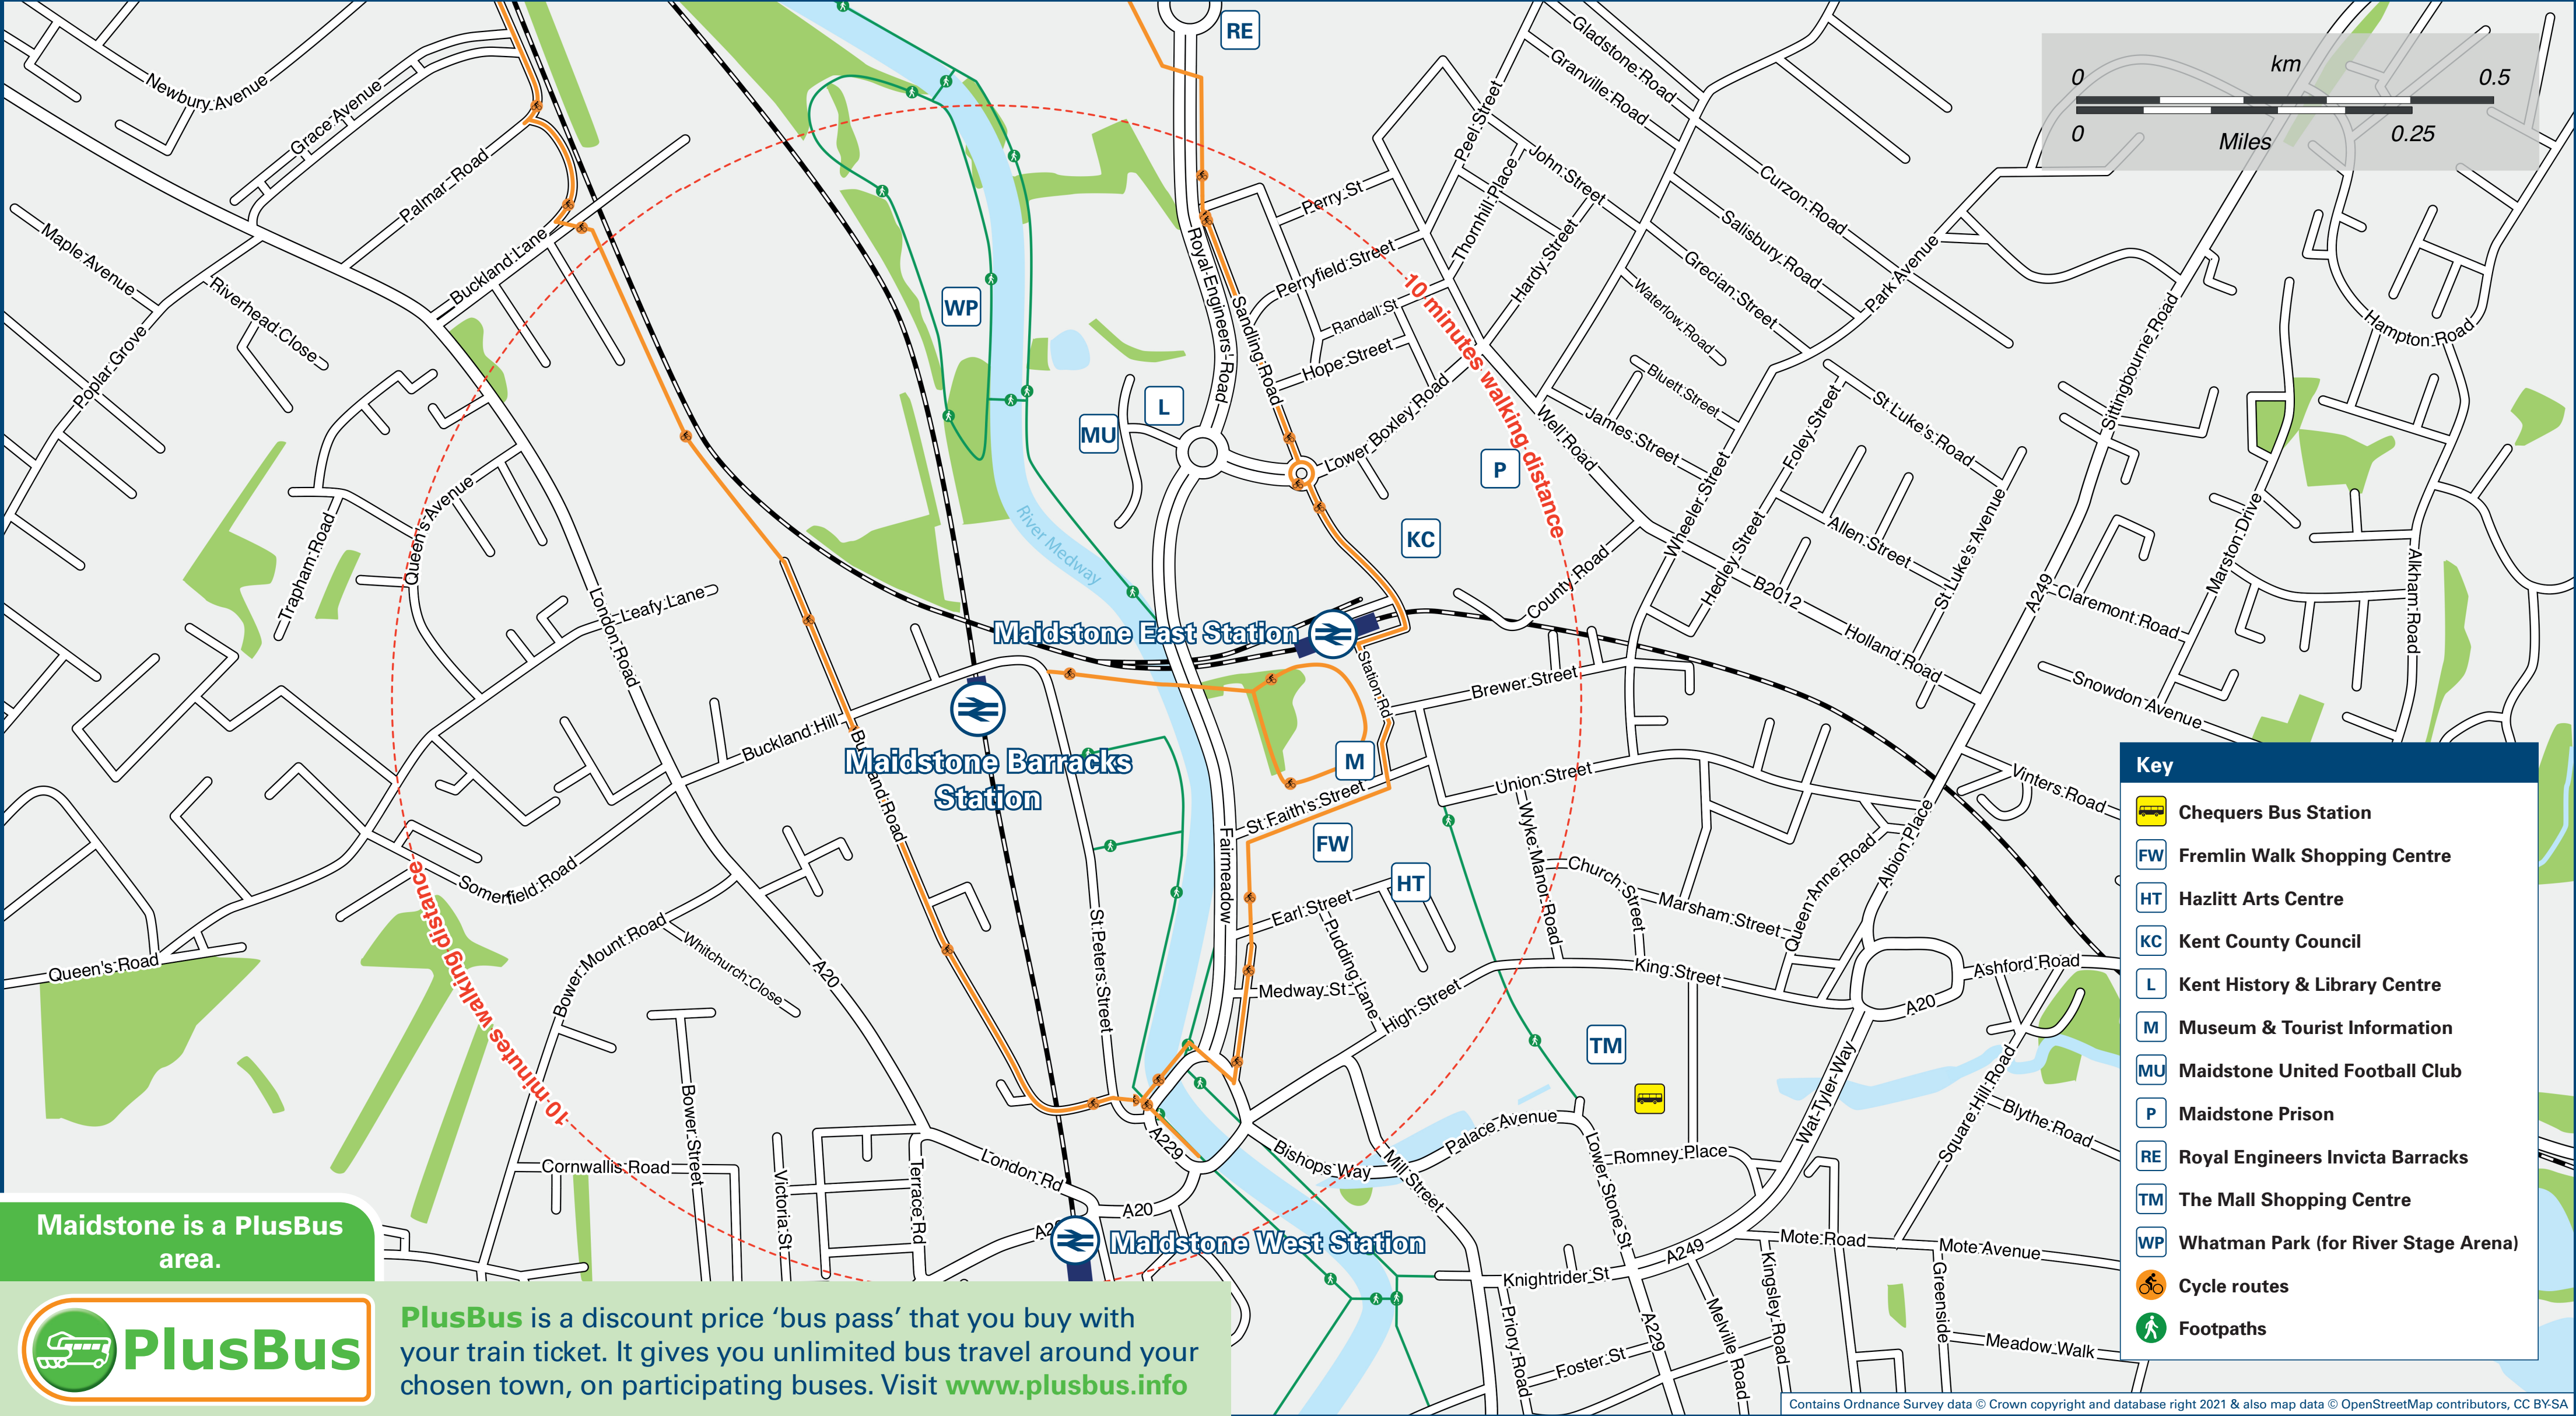 RE
Newbury Avenue
Grace Avenue
Palmar Road
Maple Avenue
Riverhead Close
Buckland Lane
Poplar Grove
Trapham Road
Queen's Avenue
Leafy Lane
London Road
Buckland Hill
Buckland Road
Somerfield Road
Queen's Road
Bower Mount Road
Whitchurch Close
A20
Bower Street
Cornwallis Road
Victoria St
Terrace Rd
London Rd
A20
St Peters Street
A229
10 minutes walking distance
WP
River Medway
MU
L
Royal Engineers' Road
Sandling Road
Perry St
Perryfield Street
Randall St
Hope Street
Lower Boxley Road
Peel Street
Thornhill Place
John Street
Hardy Street
Gladstone Road
Granville Road
Curzon Road
Salisbury Road
Grecian Street
Waterlow Road
Bluett Street
James Street
Well Road
Park Avenue
10 minutes walking distance
P
KC
Wheeler Street
Foley Street
Hedley Street
St Luke's Road
Allen Street
St Luke's Avenue
County Road
B2012
Holland Road
Sittingbourne Road
A249
Claremont Road
Snowdon Avenue
Vinters Road
Marston Drive
Hampton Road
Alkham Road
Maidstone East Station
Station Rd
Maidstone Barracks
Station
Brewer Street
M
Union Street
St Faith's Street
FW
HT
Fairmeadow
Earl Street
Pudding Lane
Medway St
High Street
Wyke Manor Road
Church Street
Marsham Street
Queen Anne Road
Albion Place
King Street
Ashford Road
A20
TM
Wat Tyler Way
Square Hill Road
Blythe Road
Bishops Way
Palace Avenue
Mill Street
Lower Stone St
Romney Place
Maidstone West Station
Knightrider St
A249
Mote Road
Mote Avenue
Priory Road
Foster St
A229
Melville Road
Kingsley Road
Greenside
Meadow Walk
km
0 0.5
0 0.25
Miles
Key
Chequers Bus Station
FW Fremlin Walk Shopping Centre
HT Hazlitt Arts Centre
KC Kent County Council
L Kent History & Library Centre
M Museum & Tourist Information
MU Maidstone United Football Club
P Maidstone Prison
RE Royal Engineers Invicta Barracks
TM The Mall Shopping Centre
WP Whatman Park (for River Stage Arena)
Cycle routes
Footpaths
Maidstone is a PlusBus
area.
PlusBus
PlusBus is a discount price ‘bus pass’ that you buy with
your train ticket. It gives you unlimited bus travel around your
chosen town, on participating buses. Visit www.plusbus.info
Contains Ordnance Survey data © Crown copyright and database right 2021 & also map data © OpenStreetMap contributors, CC BY-SA